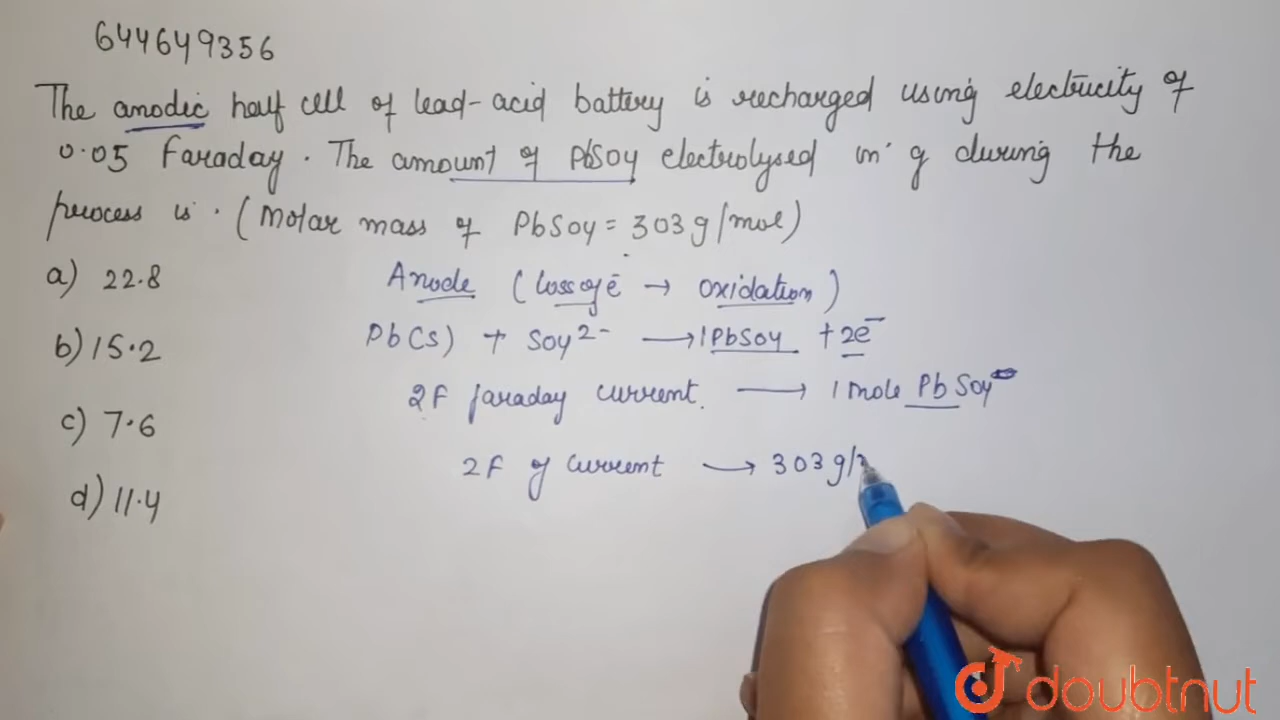 644649356
The anodic half cell of lead-acid battery is recharged using electricity of
0.05 Faraday. The amount of PbSO4 electrolysed in g during the
process is. (Molar mass of PbSO4 = 303 g/mol)
a) 22.8
b) 15.2
c) 7.6
d) 11.4
Anode (loss of e̅ → oxidation)
Pb(s) + SO4 2- → 1PbSO4 + 2e⁻
2F faraday current. → 1 mole PbSO4
2F of current → 303 g/
doubtnut